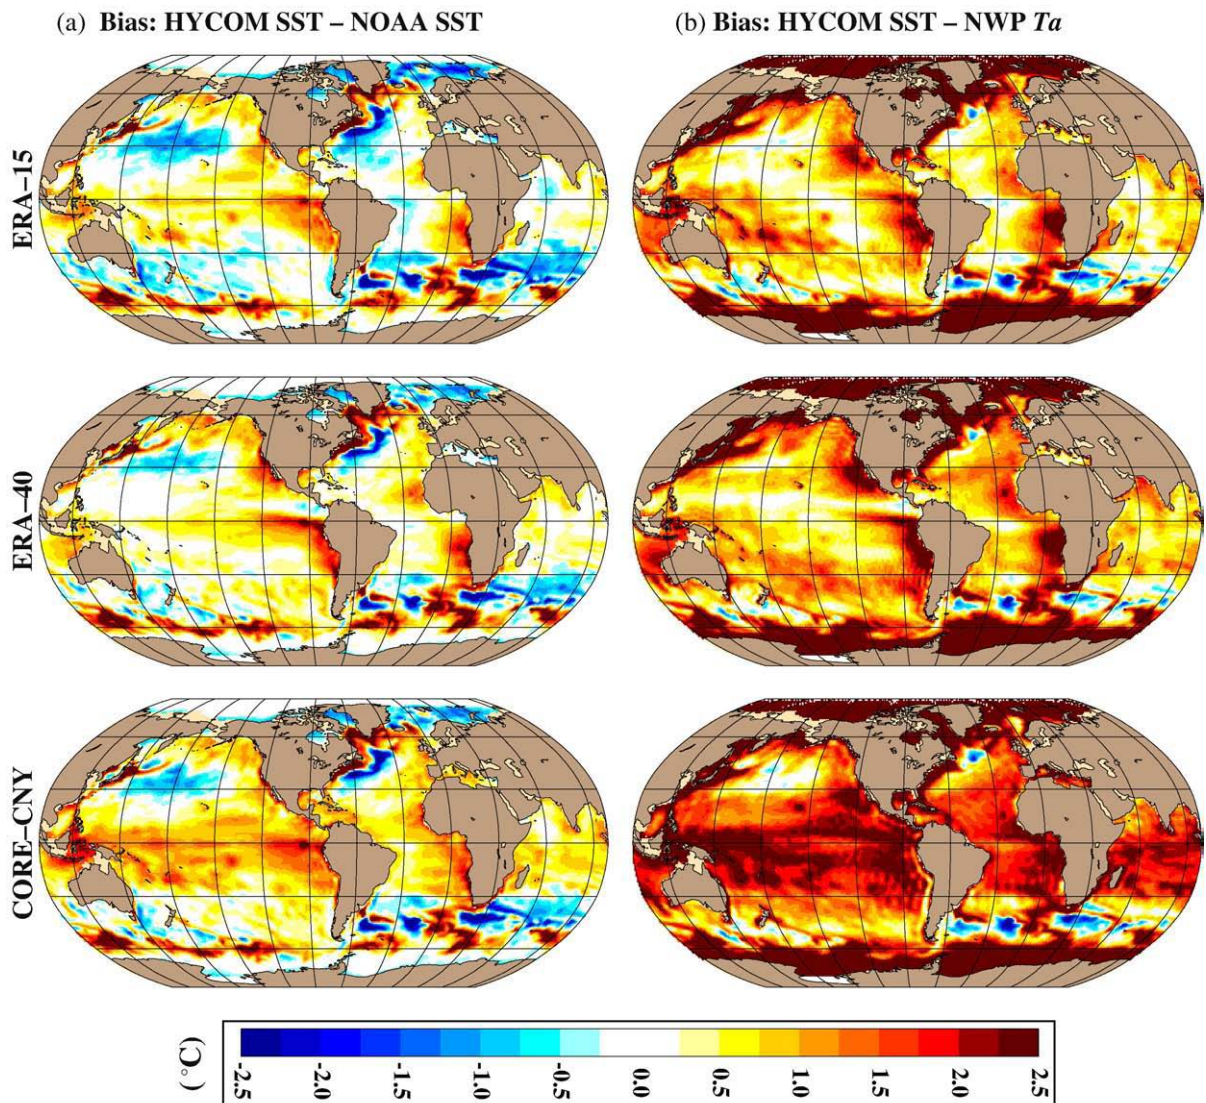 (a) Bias: HYCOM SST – NOAA SST
(b) Bias: HYCOM SST – NWP Ta
ERA–15
ERA–40
CORE–CNY
(°C)
-2.5 -2.0 -1.5 -1.0 -0.5 0.0 0.5 1.0 1.5 2.0 2.5